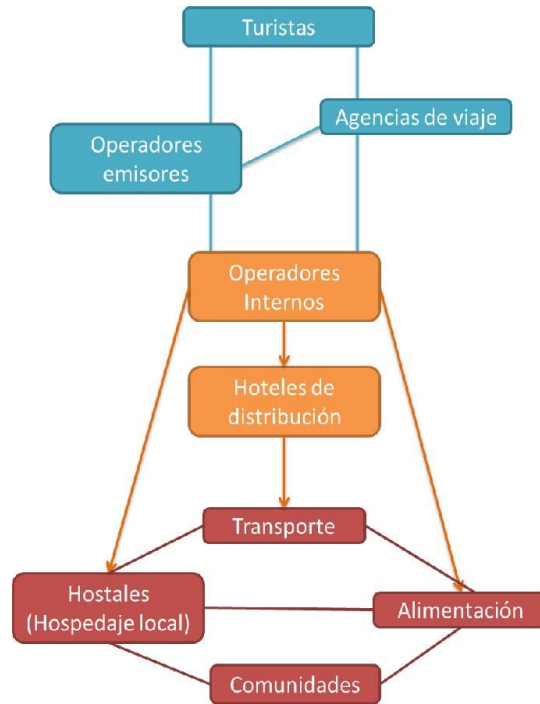 Turistas
Agencias de viaje
Operadores
emisores
Operadores
Internos
Hoteles de
distribución
Transporte
Hostales
(Hospedaje local)
Alimentación
Comunidades